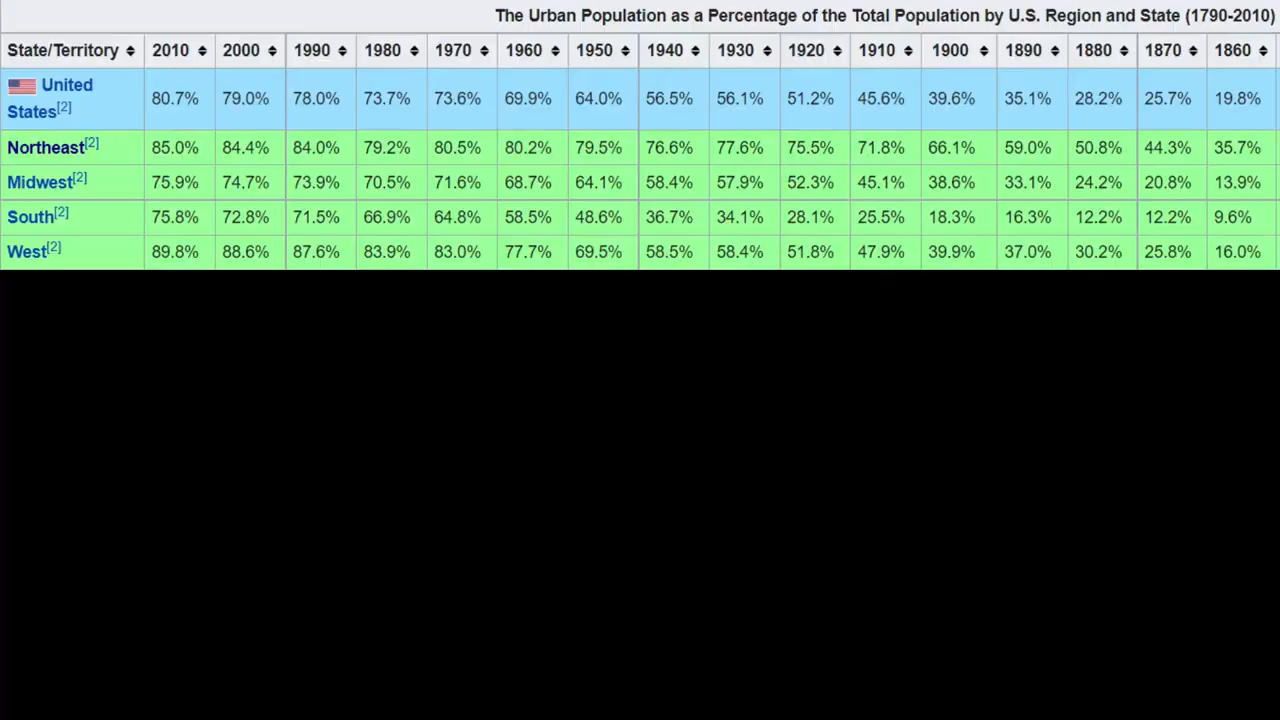 The Urban Population as a Percentage of the Total Population by U.S. Region and State (1790-2010)
State/Territory 2010 2000 1990 1980 1970 1960 1950 1940 1930 1920 1910 1900 1890 1880 1870 1860
United States[2] 80.7% 79.0% 78.0% 73.7% 73.6% 69.9% 64.0% 56.5% 56.1% 51.2% 45.6% 39.6% 35.1% 28.2% 25.7% 19.8%
Northeast[2] 85.0% 84.4% 84.0% 79.2% 80.5% 80.2% 79.5% 76.6% 77.6% 75.5% 71.8% 66.1% 59.0% 50.8% 44.3% 35.7%
Midwest[2] 75.9% 74.7% 73.9% 70.5% 71.6% 68.7% 64.1% 58.4% 57.9% 52.3% 45.1% 38.6% 33.1% 24.2% 20.8% 13.9%
South[2] 75.8% 72.8% 71.5% 66.9% 64.8% 58.5% 48.6% 36.7% 34.1% 28.1% 25.5% 18.3% 16.3% 12.2% 12.2% 9.6%
West[2] 89.8% 88.6% 87.6% 83.9% 83.0% 77.7% 69.5% 58.5% 58.4% 51.8% 47.9% 39.9% 37.0% 30.2% 25.8% 16.0%